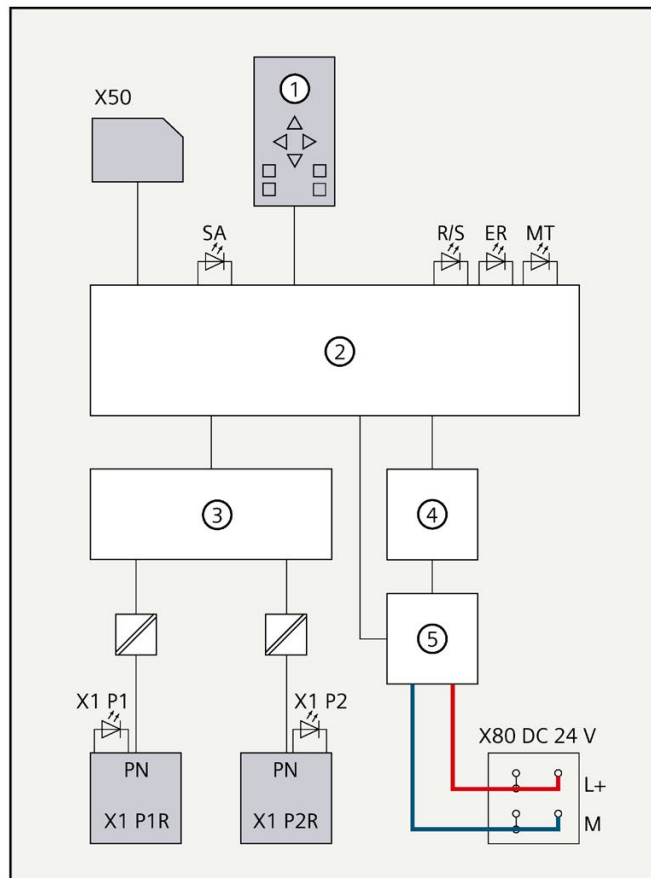 X50
①
SA
R/S ER MT
②
③
④
⑤
X1 P1
X1 P2
X80 DC 24 V
PN
PN
L+
X1 P1R
X1 P2R
M